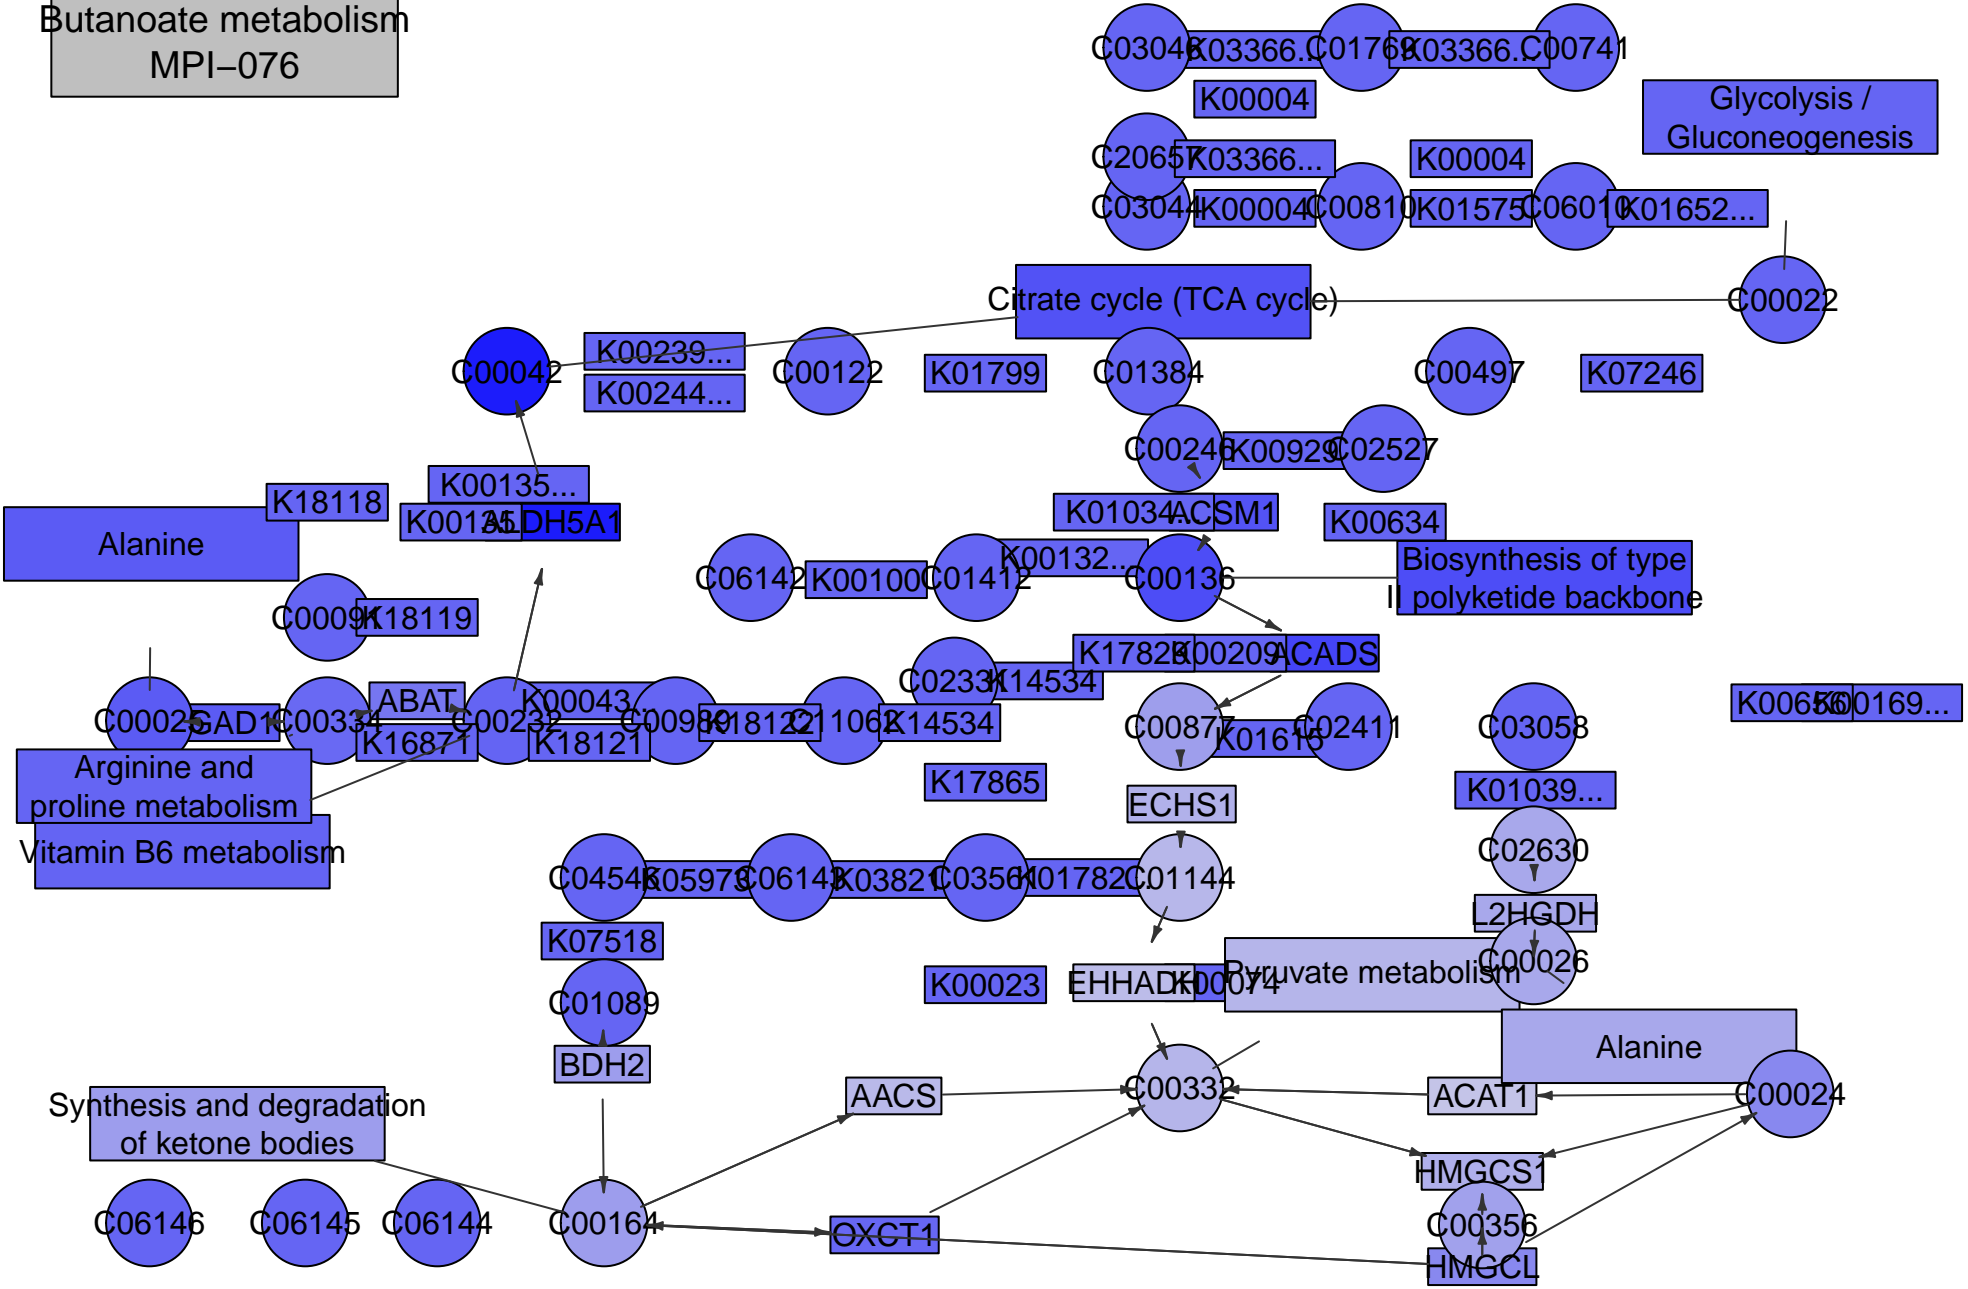 Butanoate metabolism
MPI−076
C03046
K03366...
C01769
K03366...
C00741
K00004
Glycolysis /
Gluconeogenesis
C20657
K03366...
K00004
C03044
K00004
C00810
K01575
C06010
K01652...
Citrate cycle (TCA cycle)
C00022
C00042
K00239...
K00244...
C00122
K01799
C01384
C00497
K07246
C00246
K00929
C02527
K18118
K00135...
K00135
ALDH5A1
K01034...
ACSM1
K00634
Alanine
C06142
K00100
C01412
K00132...
C00136
Biosynthesis of type
II polyketide backbone
C00091
K18119
K17829
K00209
ACADS
C02331
K14534
C00025
GAD1
C00334
ABAT
K16871
C00232
K00043...
K18121
C00989
K18122
C11062
K14534
C00877
K01615
C02411
C03058
K00656
K00169...
Arginine and
proline metabolism
K17865
ECHS1
K01039...
Vitamin B6 metabolism
C04546
K05973
C06143
K03821
C03561
K01782...
C01144
C02630
K07518
L2HGDH
C01089
K00023
EHHADH
K00074
Pyruvate metabolism
C00026
BDH2
Alanine
Synthesis and degradation
of ketone bodies
AACS
C00332
ACAT1
C00024
HMGCS1
C06146
C06145
C06144
C00164
OXCT1
C00356
HMGCL